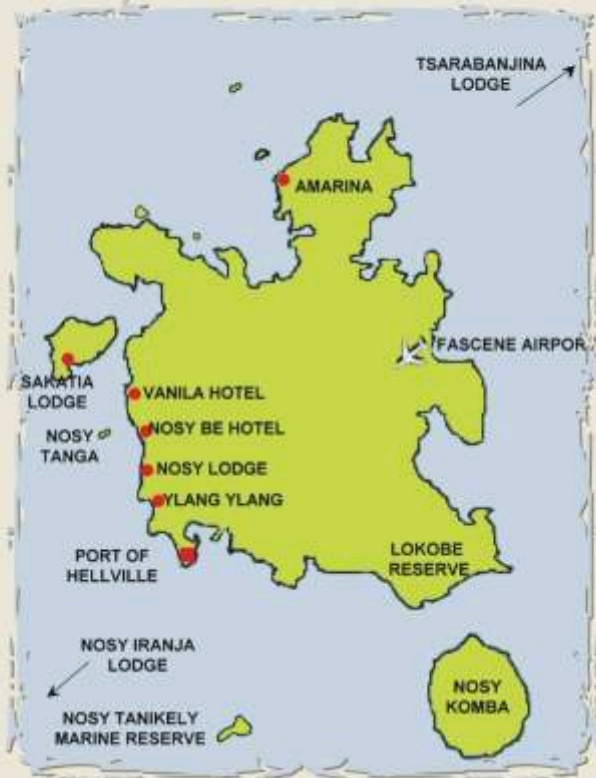 TSARABANJINA
LODGE
AMARINA
FASCENE AIRPOR
SAKATIA
LODGE
VANILA HOTEL
NOSY
TANGA
NOSY BE HOTEL
NOSY LODGE
YLANG YLANG
PORT OF
HELLVILLE
LOKOBE
RESERVE
NOSY IRANJA
LODGE
NOSY
KOMBA
NOSY TANIKELY
MARINE RESERVE